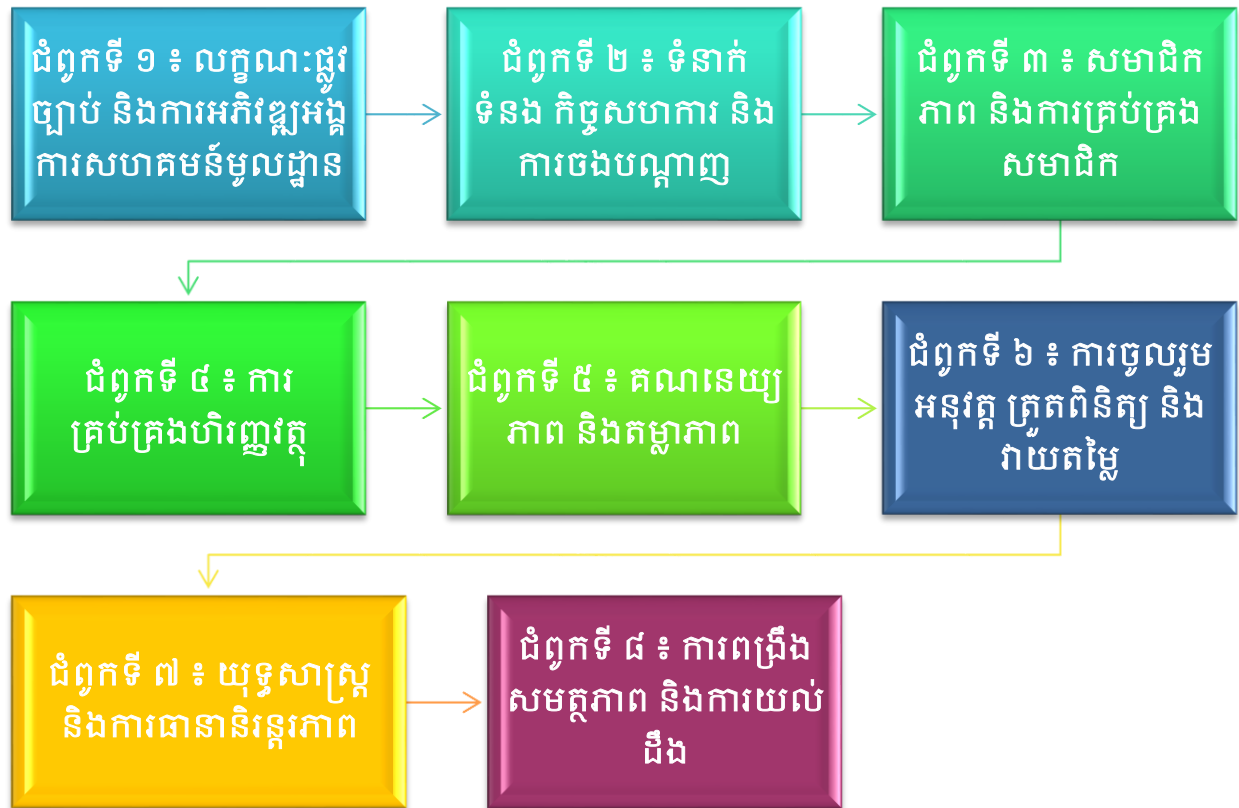 ជំពូកទី ១ ៖ លក្ខណៈផ្លូវ
ច្បាប់ និងការអភិវឌ្ឍអង្គ
ការសហគមន៍មូលដ្ឋាន
ជំពូកទី ២ ៖ ទំនាក់
ទំនង កិច្ចសហការ និង
ការចងបណ្តាញ
ជំពូកទី ៣ ៖ សមាជិក
ភាព និងការគ្រប់គ្រង
សមាជិក
ជំពូកទី ៤ ៖ ការ
គ្រប់គ្រងហិរញ្ញវត្ថុ
ជំពូកទី ៥ ៖ គណនេយ្យ
ភាព និងតម្លាភាព
ជំពូកទី ៦ ៖ ការចូលរួម
អនុវត្ត ត្រួតពិនិត្យ និង
វាយតម្លៃ
ជំពូកទី ៧ ៖ យុទ្ធសាស្ត្រ
និងការធានានិរន្តរភាព
ជំពូកទី ៨ ៖ ការពង្រឹង
សមត្ថភាព និងការយល់
ដឹង